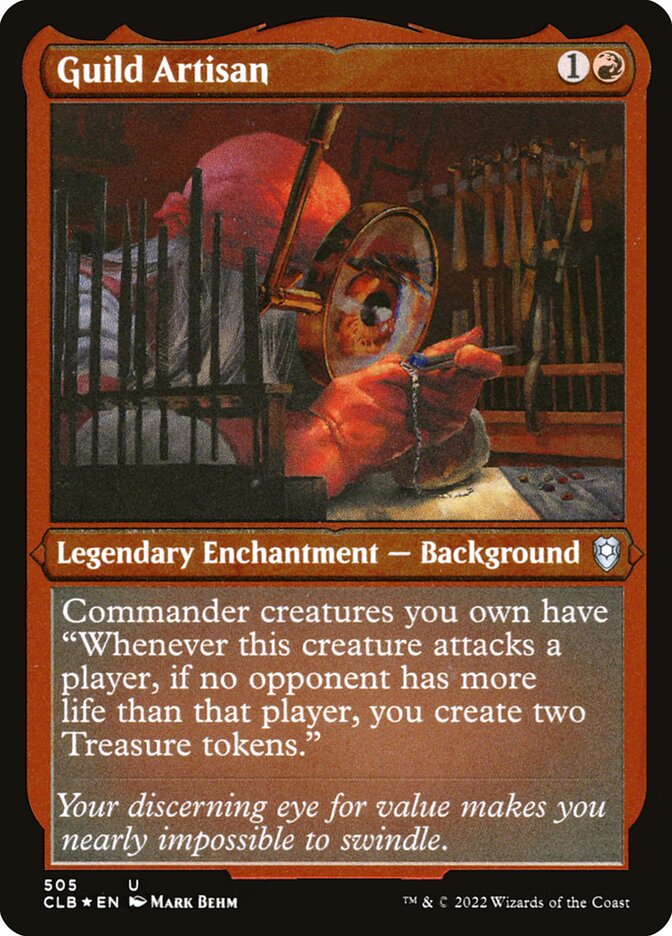 Guild Artisan 1
Legendary Enchantment — Background
Commander creatures you own have
“Whenever this creature attacks a
player, if no opponent has more
life than that player, you create two
Treasure tokens.”
Your discerning eye for value makes you
nearly impossible to swindle.
505 U
CLB★EN Mark Behm ™ & © 2022 Wizards of the Coast